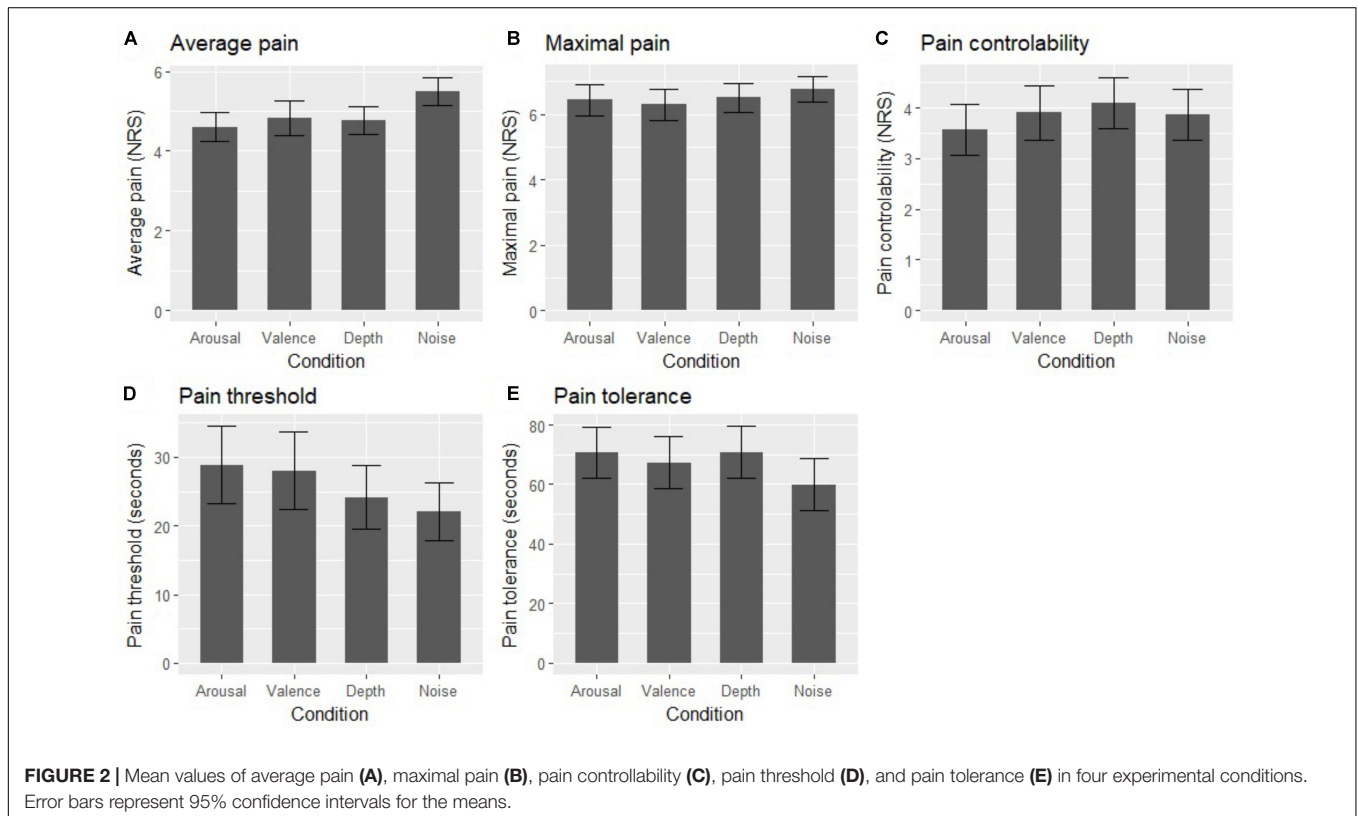 A Average pain
Average pain (NRS)
6
4
2
0
Arousal Valence Depth Noise
Condition
B Maximal pain
Maximal pain (NRS)
6
4
2
0
Arousal Valence Depth Noise
Condition
C Pain controlability
Pain controlability (NRS)
4
3
2
1
0
Arousal Valence Depth Noise
Condition
D Pain threshold
Pain threshold (seconds)
30
20
10
0
Arousal Valence Depth Noise
Condition
E Pain tolerance
Pain tolerance (seconds)
80
60
40
20
0
Arousal Valence Depth Noise
Condition
FIGURE 2 | Mean values of average pain (A), maximal pain (B), pain controllability (C), pain threshold (D), and pain tolerance (E) in four experimental conditions.
Error bars represent 95% confidence intervals for the means.